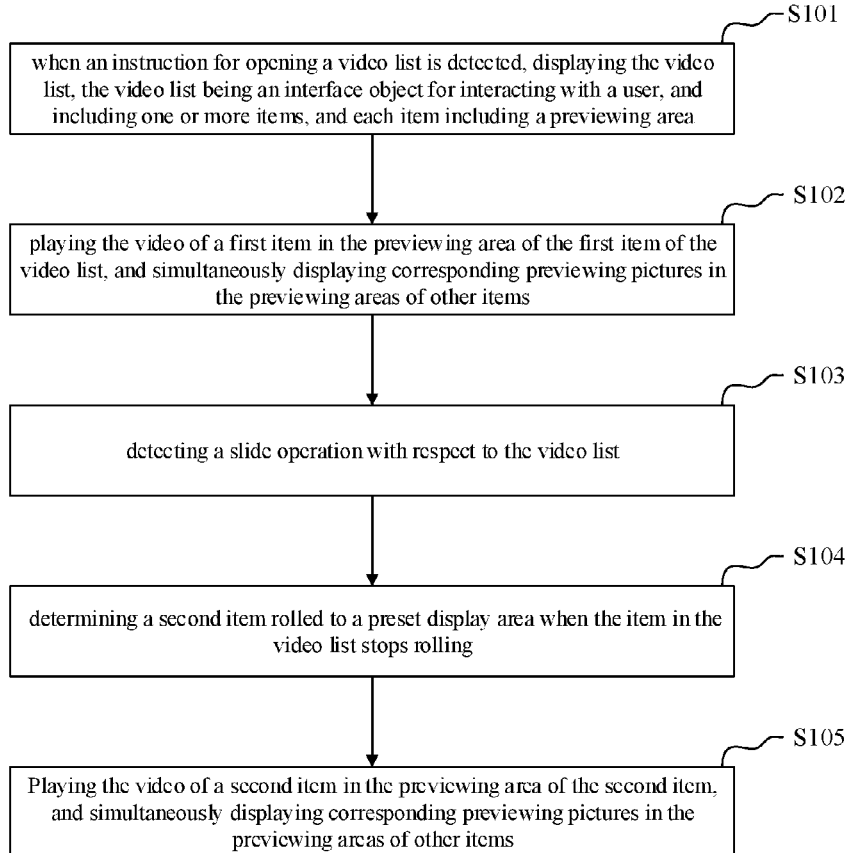 S101
when an instruction for opening a video list is detected, displaying the video
list, the video list being an interface object for interacting with a user, and
including one or more items, and each item including a previewing area
S102
playing the video of a first item in the previewing area of the first item of the
video list, and simultaneously displaying corresponding previewing pictures in
the previewing areas of other items
S103
detecting a slide operation with respect to the video list
S104
determining a second item rolled to a preset display area when the item in the
video list stops rolling
S105
Playing the video of a second item in the previewing area of the second item,
and simultaneously displaying corresponding previewing pictures in the
previewing areas of other items